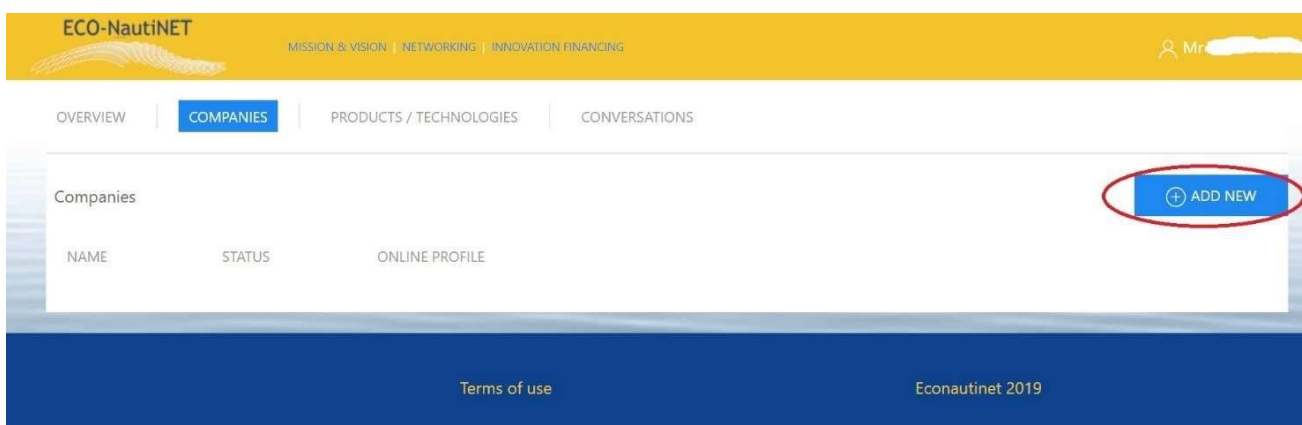 ECO-NautiNET
MISSION & VISION | NETWORKING | INNOVATION FINANCING
Mr
OVERVIEW
COMPANIES
PRODUCTS / TECHNOLOGIES
CONVERSATIONS
Companies
ADD NEW
NAME
STATUS
ONLINE PROFILE
Terms of use
Econautinet 2019